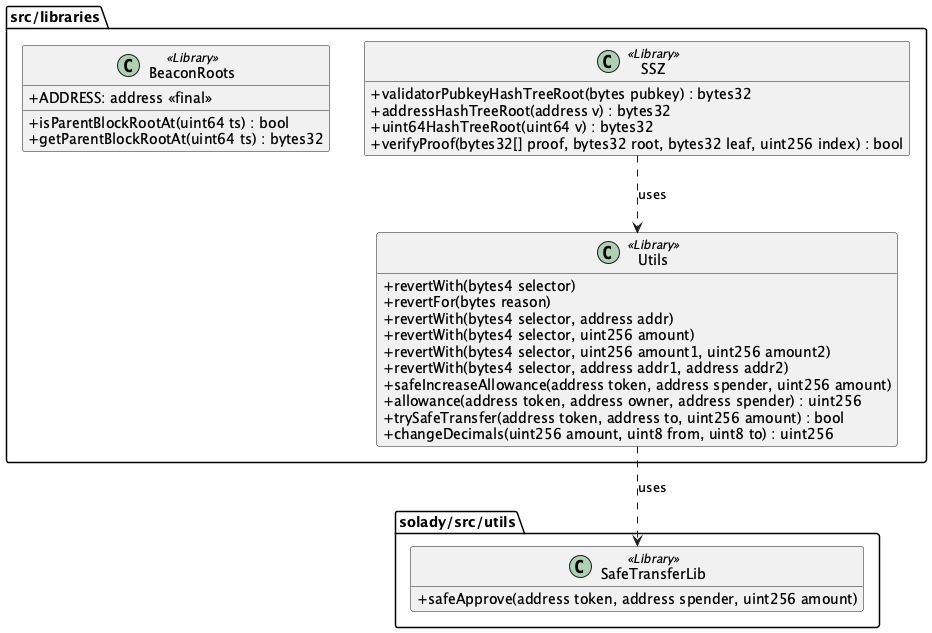 src/libraries
C
«Library»
BeaconRoots
+ADDRESS: address «final»
+isParentBlockRootAt(uint64 ts) : bool
+getParentBlockRootAt(uint64 ts) : bytes32
C
«Library»
SSZ
+validatorPubkeyHashTreeRoot(bytes pubkey) : bytes32
+addressHashTreeRoot(address v) : bytes32
+uint64HashTreeRoot(uint64 v) : bytes32
+verifyProof(bytes32[] proof, bytes32 root, bytes32 leaf, uint256 index) : bool
uses
C
«Library»
Utils
+revertWith(bytes4 selector)
+revertFor(bytes reason)
+revertWith(bytes4 selector, address addr)
+revertWith(bytes4 selector, uint256 amount)
+revertWith(bytes4 selector, uint256 amount1, uint256 amount2)
+revertWith(bytes4 selector, address addr1, address addr2)
+safeIncreaseAllowance(address token, address spender, uint256 amount)
+allowance(address token, address owner, address spender) : uint256
+trySafeTransfer(address token, address to, uint256 amount) : bool
+changeDecimals(uint256 amount, uint8 from, uint8 to) : uint256
uses
solady/src/utils
C
«Library»
SafeTransferLib
+safeApprove(address token, address spender, uint256 amount)